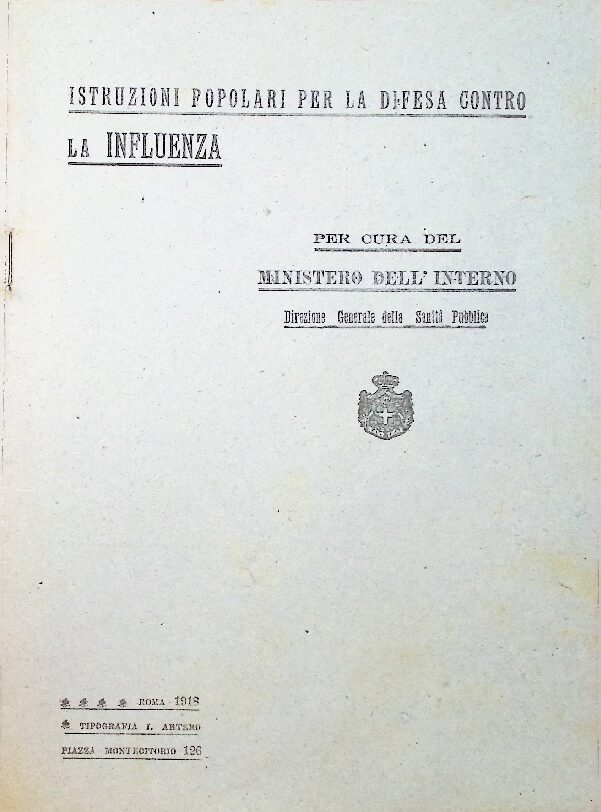 ISTRUZIONI POPOLARI PER LA DIFESA CONTRO
LA INFLUENZA
PER CURA DEL
MINISTERO DELL'INTERNO
Direzione Generale della Sanità Pubblica
ROMA 1918
TIPOGRAFIA I. ARTERO
PIAZZA MONTECITORIO 126